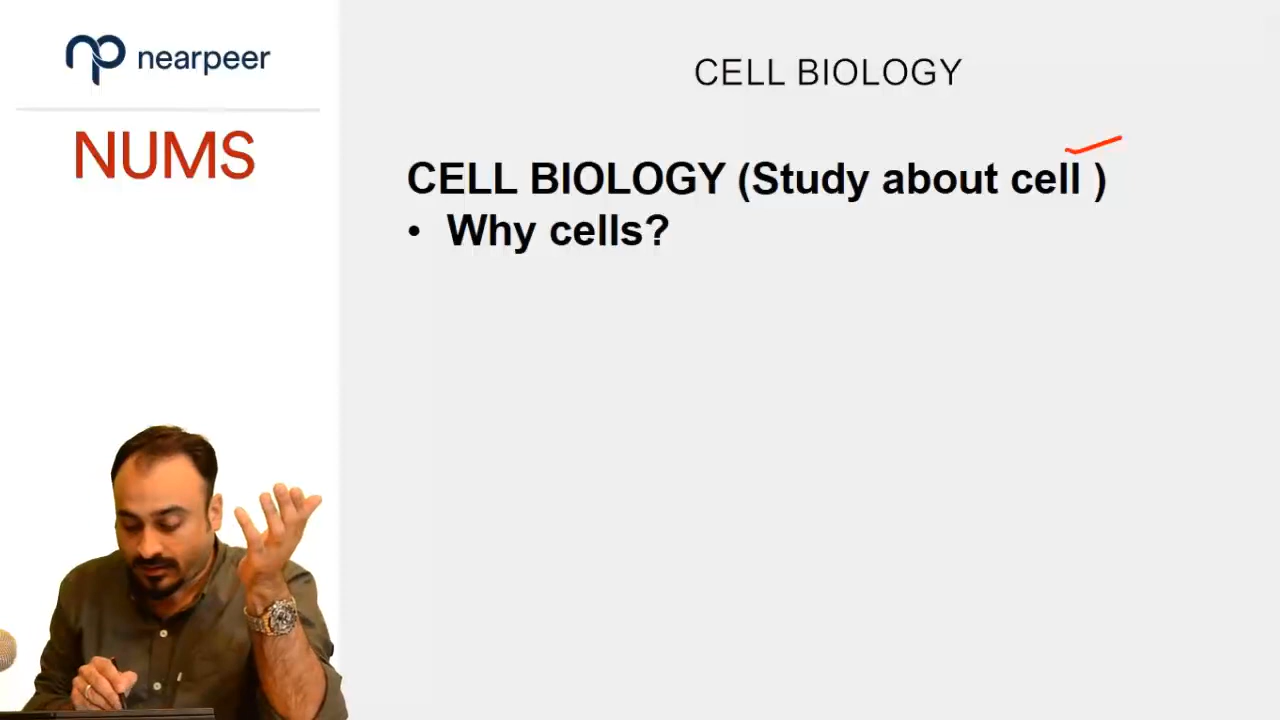 nearpeer
NUMS
CELL BIOLOGY
CELL BIOLOGY (Study about cell )
• Why cells?